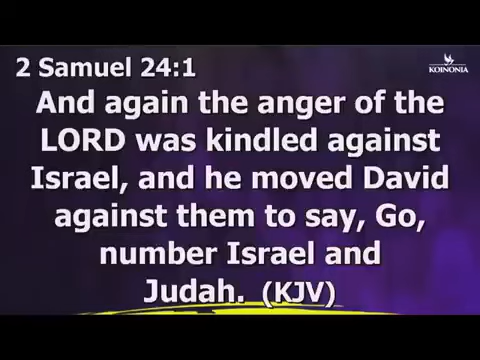 2 Samuel 24:1
KOINONIA
And again the anger of the
LORD was kindled against
Israel, and he moved David
against them to say, Go,
number Israel and
Judah. (KJV)